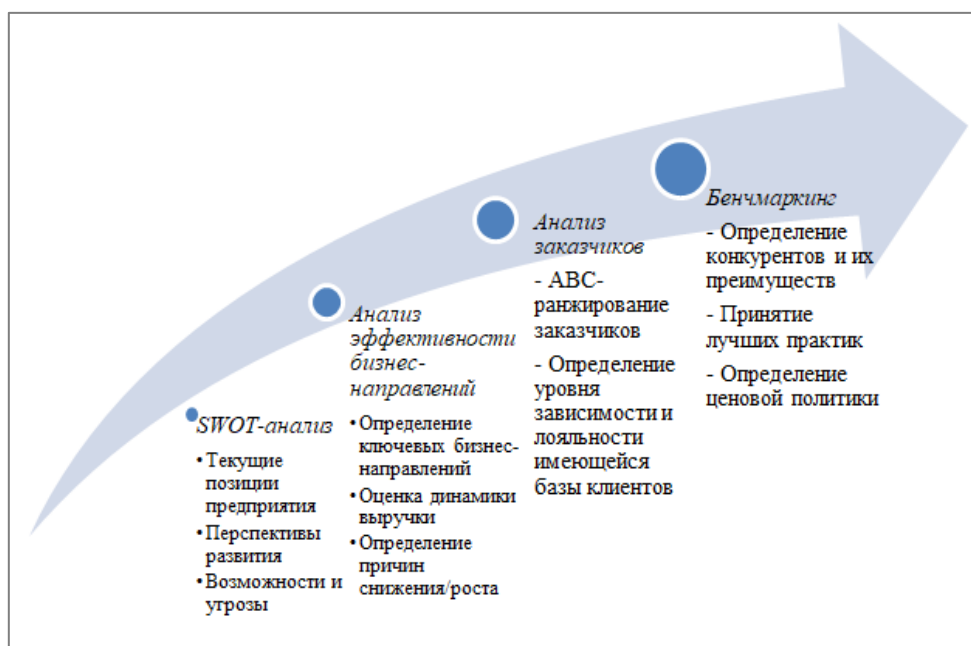 SWOT-анализ
•Текущие
позиции
предприятия
•Перспективы
развития
•Возможности и
угрозы
Анализ
эффективности
бизнес-
направлений
•Определение
ключевых бизнес-
направлений
•Оценка динамики
выручки
•Определение
причин
снижения/роста
Анализ
заказчиков
- АВС-
ранжирование
заказчиков
- Определение
уровня
зависимости и
лояльности
имеющейся
базы клиентов
Бенчмаркинг
- Определение
конкурентов и их
преимуществ
- Принятие
лучших практик
- Определение
ценовой политики